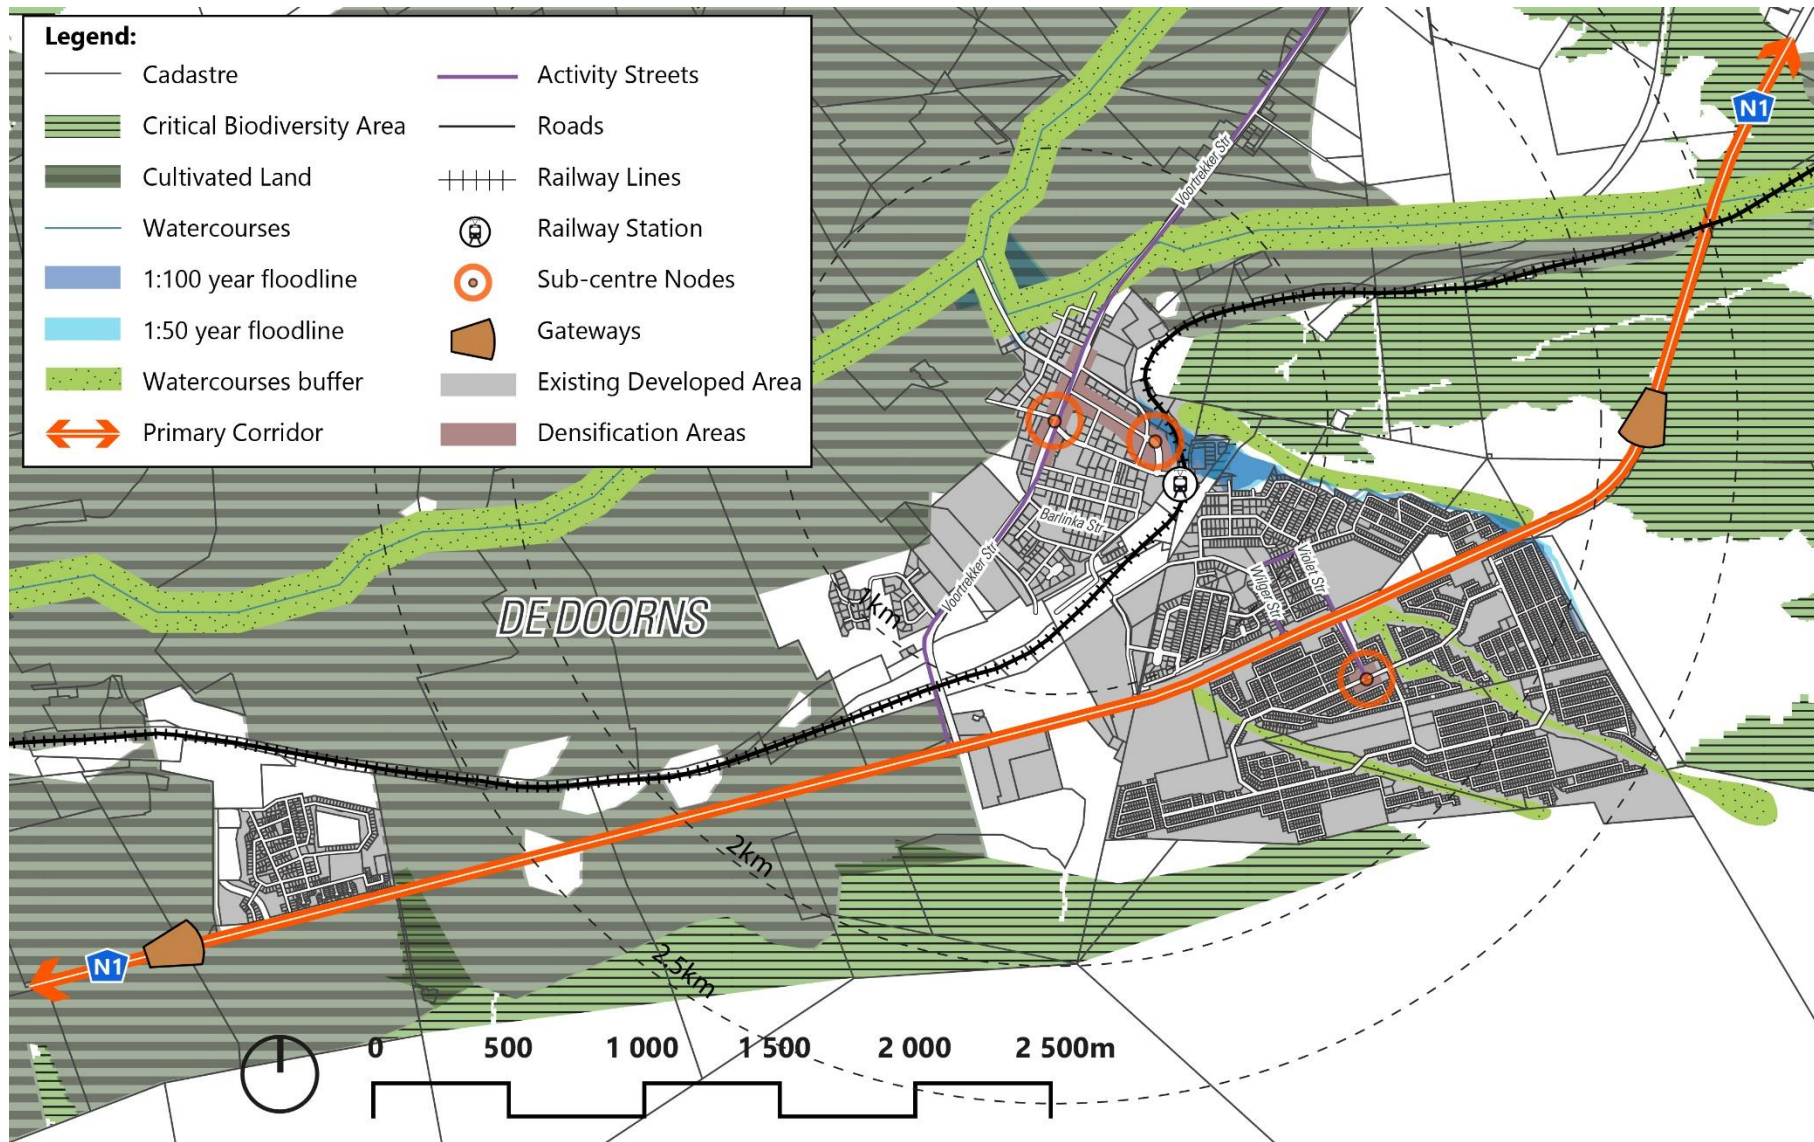 Legend:
Cadastre
Critical Biodiversity Area
Cultivated Land
Watercourses
1:100 year floodline
1:50 year floodline
Watercourses buffer
Primary Corridor
Activity Streets
Roads
Railway Lines
Railway Station
Sub-centre Nodes
Gateways
Existing Developed Area
Densification Areas
N1
Voortrekker Str
Barlinka Str
Voortrekker Str
Violet Str
Wilger Str
DE DOORNS
1km
2km
2.5km
N1
0 500 1 000 1 500 2 000 2 500m